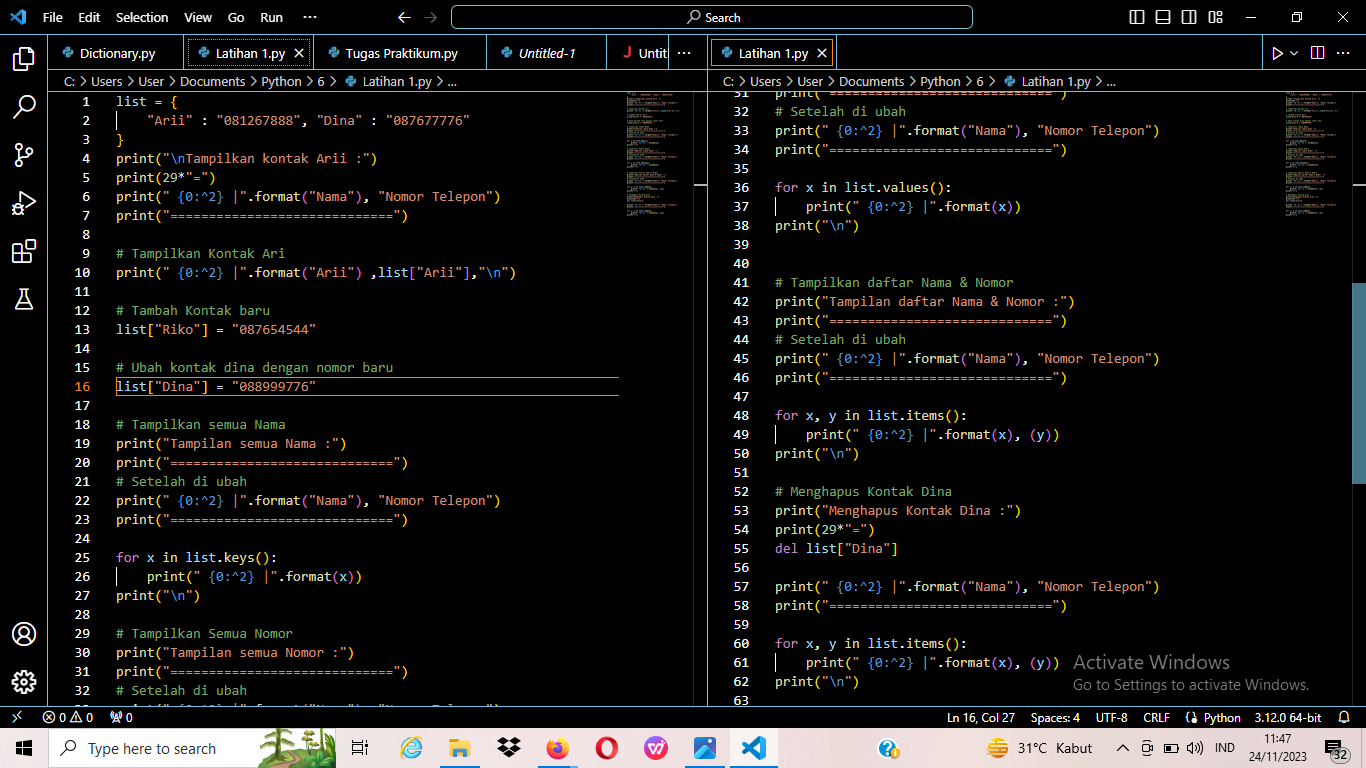 File Edit Selection View Go Run ··· Search
Dictionary.py Latihan 1.py Tugas Praktikum.py Untitled-1 Untit ···
C: > Users > User > Documents > Python > 6 > Latihan 1.py > ...
1 list = {
2     "Arii" : "081267888", "Dina" : "087677776"
3 }
4 print("\nTampilkan kontak Arii :")
5 print(29*"=")
6 print(" {0:^2} |".format("Nama"), "Nomor Telepon")
7 print("=============================")
8
9 # Tampilkan Kontak Ari
10 print(" {0:^2} |".format("Arii") ,list["Arii"],"\n")
11
12 # Tambah Kontak baru
13 list["Riko"] = "087654544"
14
15 # Ubah kontak dina dengan nomor baru
16 list["Dina"] = "088999776"
17
18 # Tampilkan semua Nama
19 print("Tampilan semua Nama :")
20 print("=============================")
21 # Setelah di ubah
22 print(" {0:^2} |".format("Nama"), "Nomor Telepon")
23 print("=============================")
24
25 for x in list.keys():
26     print(" {0:^2} |".format(x))
27 print("\n")
28
29 # Tampilkan Semua Nomor
30 print("Tampilan semua Nomor :")
31 print("=============================")
32 # Setelah di ubah
Latihan 1.py
C: > Users > User > Documents > Python > 6 > Latihan 1.py > ...
31 print("=============================")
32 # Setelah di ubah
33 print(" {0:^2} |".format("Nama"), "Nomor Telepon")
34 print("=============================")
35
36 for x in list.values():
37     print(" {0:^2} |".format(x))
38 print("\n")
39
40
41 # Tampilkan daftar Nama & Nomor
42 print("Tampilan daftar Nama & Nomor :")
43 print("=============================")
44 # Setelah di ubah
45 print(" {0:^2} |".format("Nama"), "Nomor Telepon")
46 print("=============================")
47
48 for x, y in list.items():
49     print(" {0:^2} |".format(x), (y))
50 print("\n")
51
52 # Menghapus Kontak Dina
53 print("Menghapus Kontak Dina :")
54 print(29*"=")
55 del list["Dina"]
56
57 print(" {0:^2} |".format("Nama"), "Nomor Telepon")
58 print("=============================")
59
60 for x, y in list.items():
61     print(" {0:^2} |".format(x), (y))
62 print("\n")
63
Activate Windows
Go to Settings to activate Windows.
0 0 0 Ln 16, Col 27 Spaces: 4 UTF-8 CRLF Python 3.12.0 64-bit
Type here to search 31°C Kabut IND 11:47
24/11/2023 32